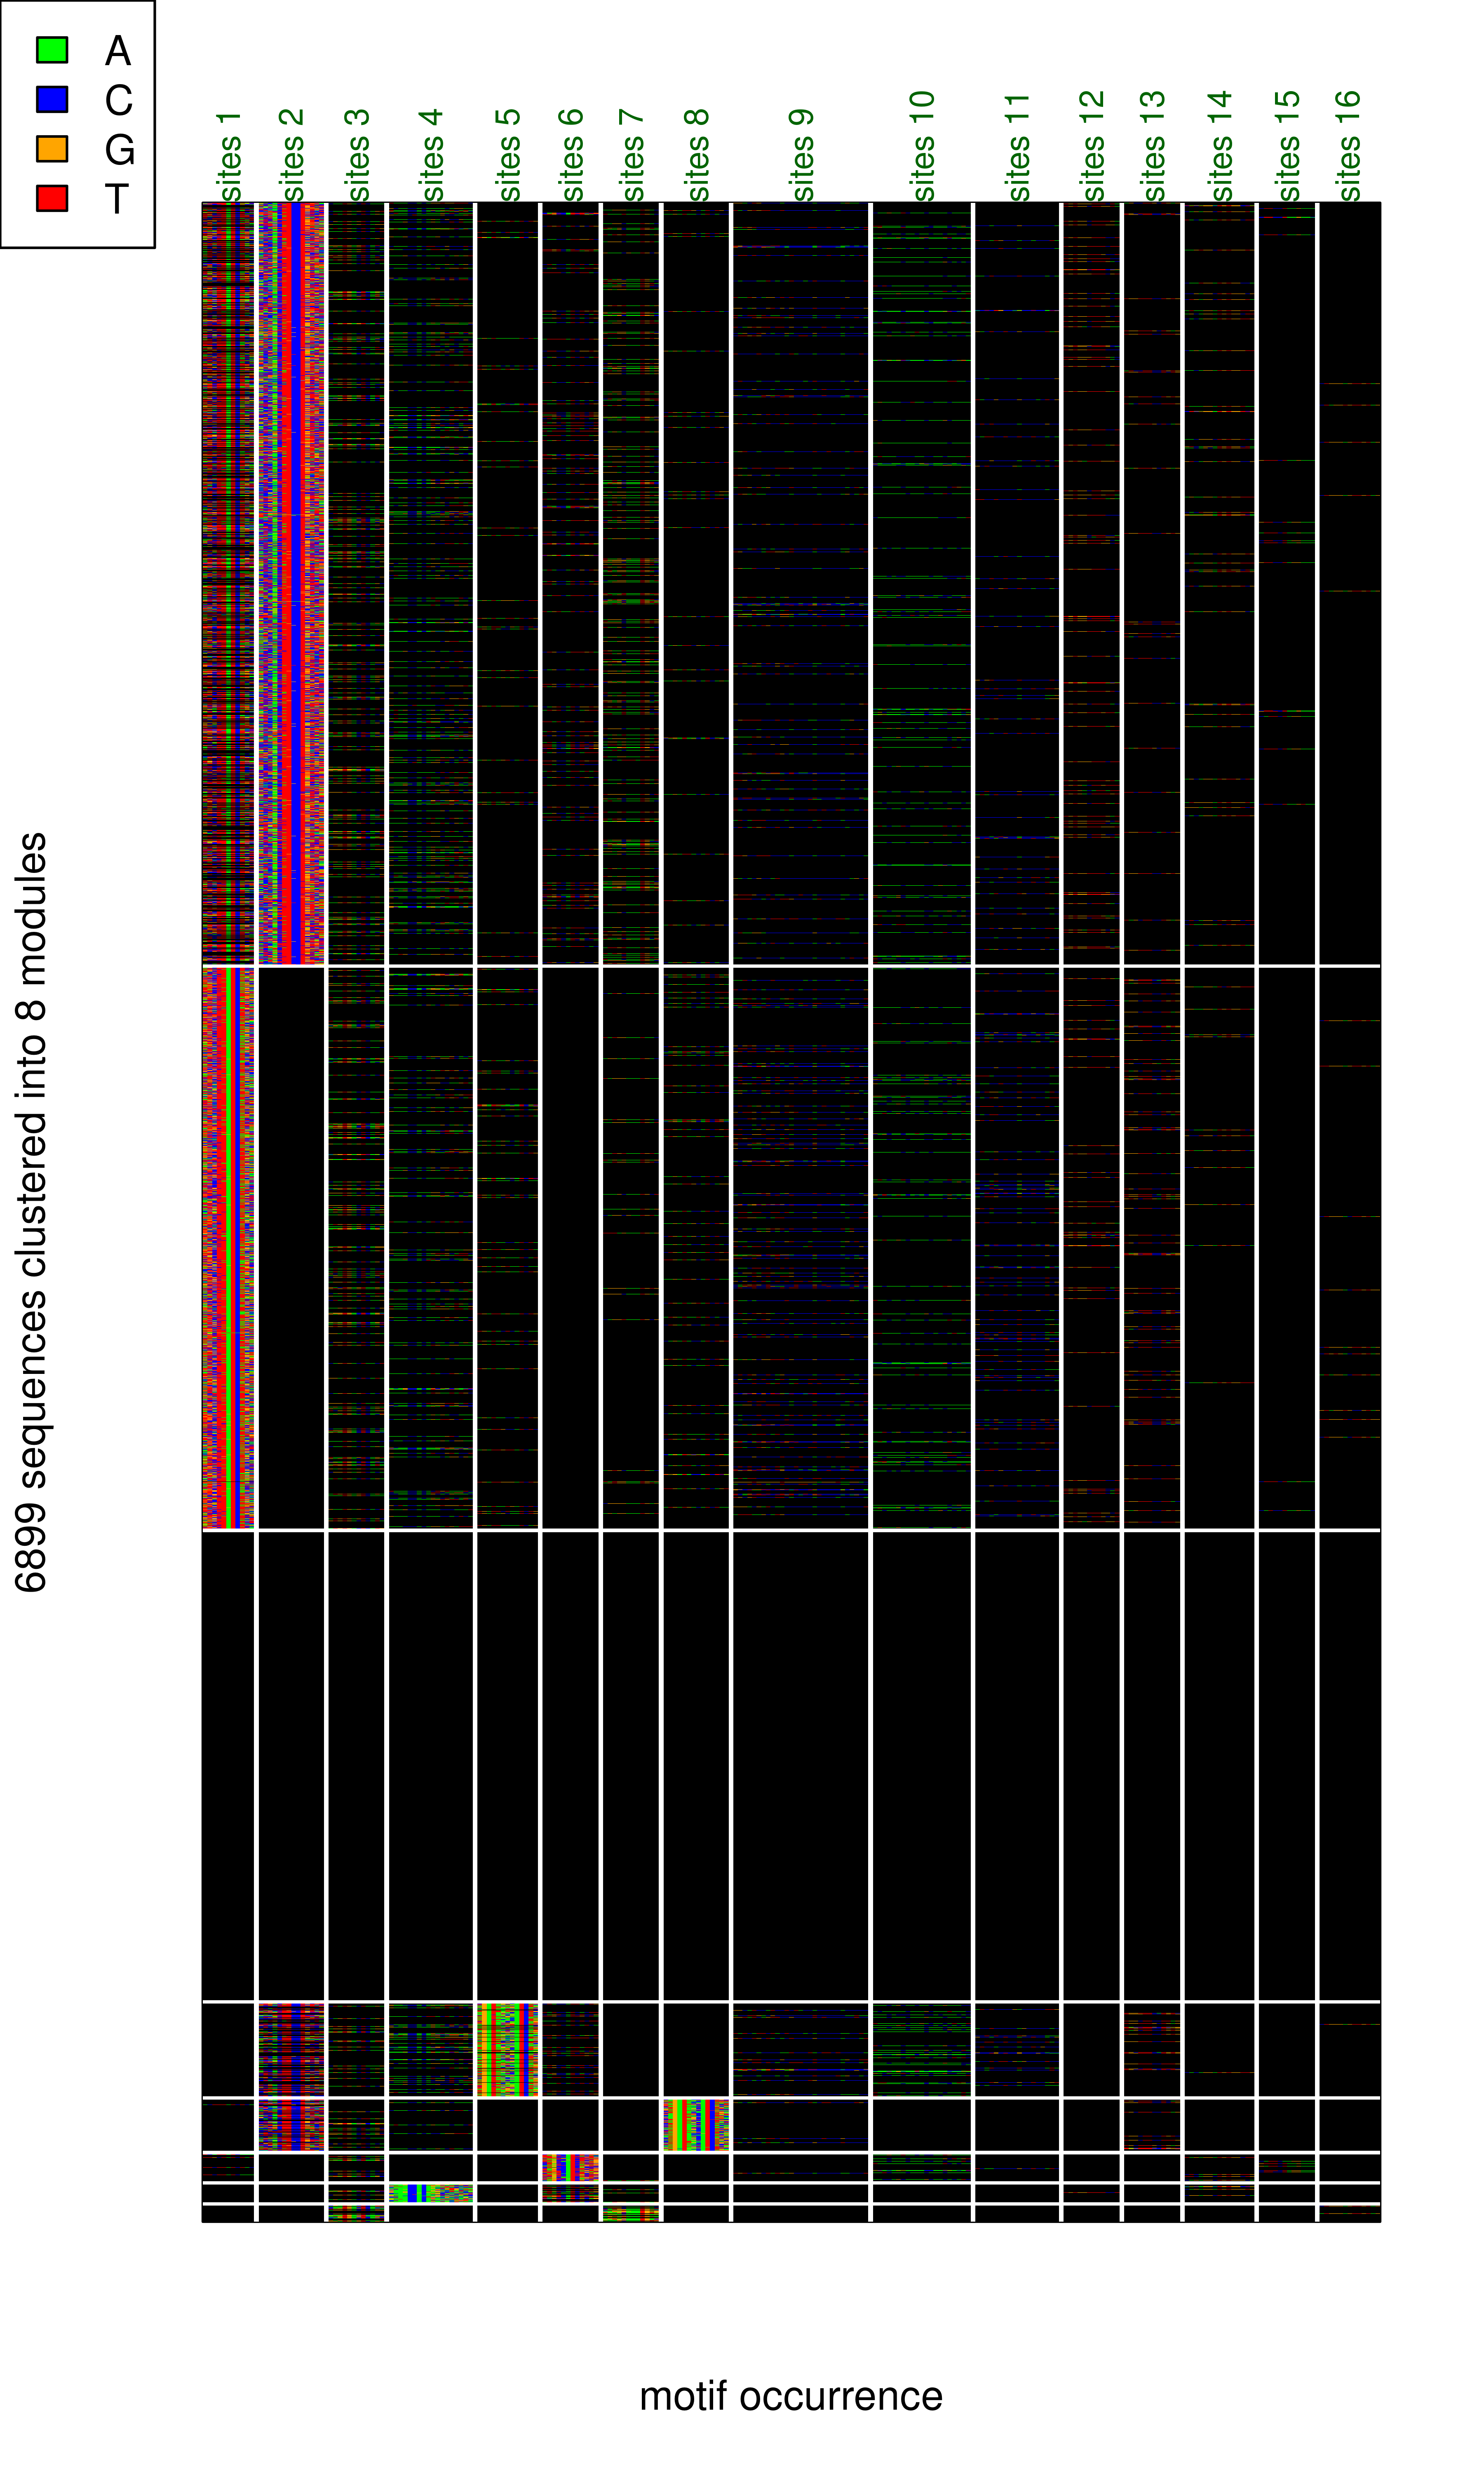 A
C
G
T
sites 1
sites 2
sites 3
sites 4
sites 5
sites 6
sites 7
sites 8
sites 9
sites 10
sites 11
sites 12
sites 13
sites 14
sites 15
sites 16
6899 sequences clustered into 8 modules
motif occurrence